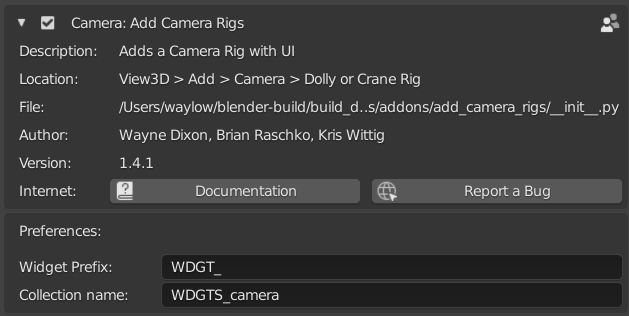 Camera: Add Camera Rigs
Description: Adds a Camera Rig with UI
Location: View3D > Add > Camera > Dolly or Crane Rig
File: /Users/waylow/blender-build/build_d..s/addons/add_camera_rigs/__init__.py
Author: Wayne Dixon, Brian Raschko, Kris Wittig
Version: 1.4.1
Internet: Documentation Report a Bug
Preferences:
Widget Prefix: WDGT_
Collection name: WDGTS_camera